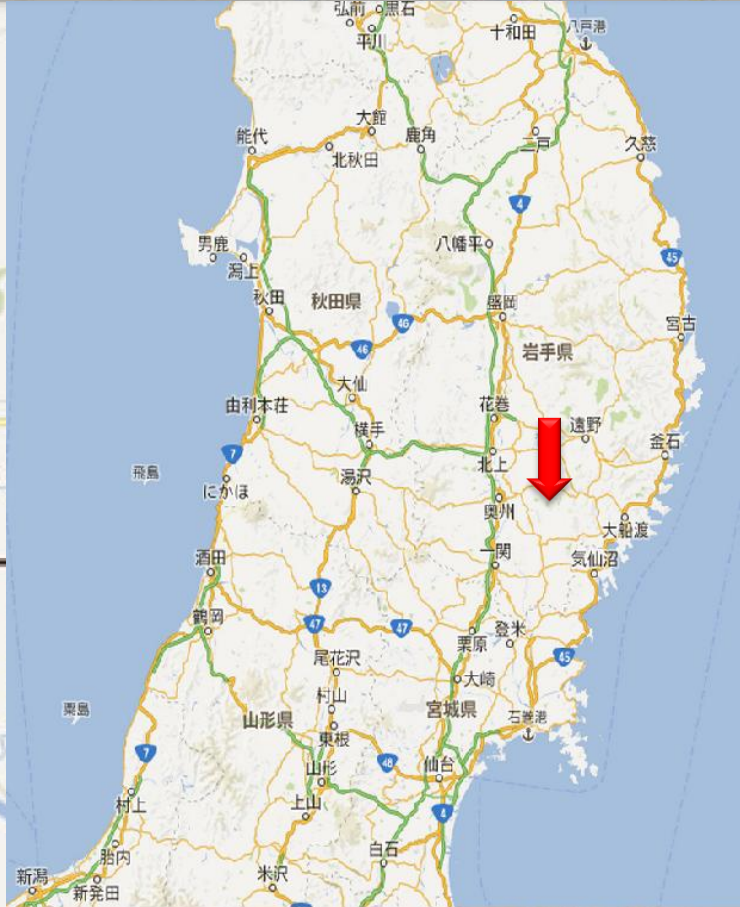 弘前
黒石
平川
十和田
八戸港
能代
大館
鹿角
二戸
久慈
北秋田
4
男鹿
潟上
八幡平
45
秋田
秋田県
46
46
盛岡
宮古
岩手県
大仙
由利本荘
花巻
横手
遠野
釜石
7
北上
飛島
にかほ
湯沢
奥州
大船渡
酒田
一関
気仙沼
13
鶴岡
47
47
栗原
登米
45
尾花沢
大崎
村山
粟島
山形県
宮城県
石巻港
東根
7
山形
48
仙台
村上
上山
4
胎内
白石
新潟
新発田
米沢